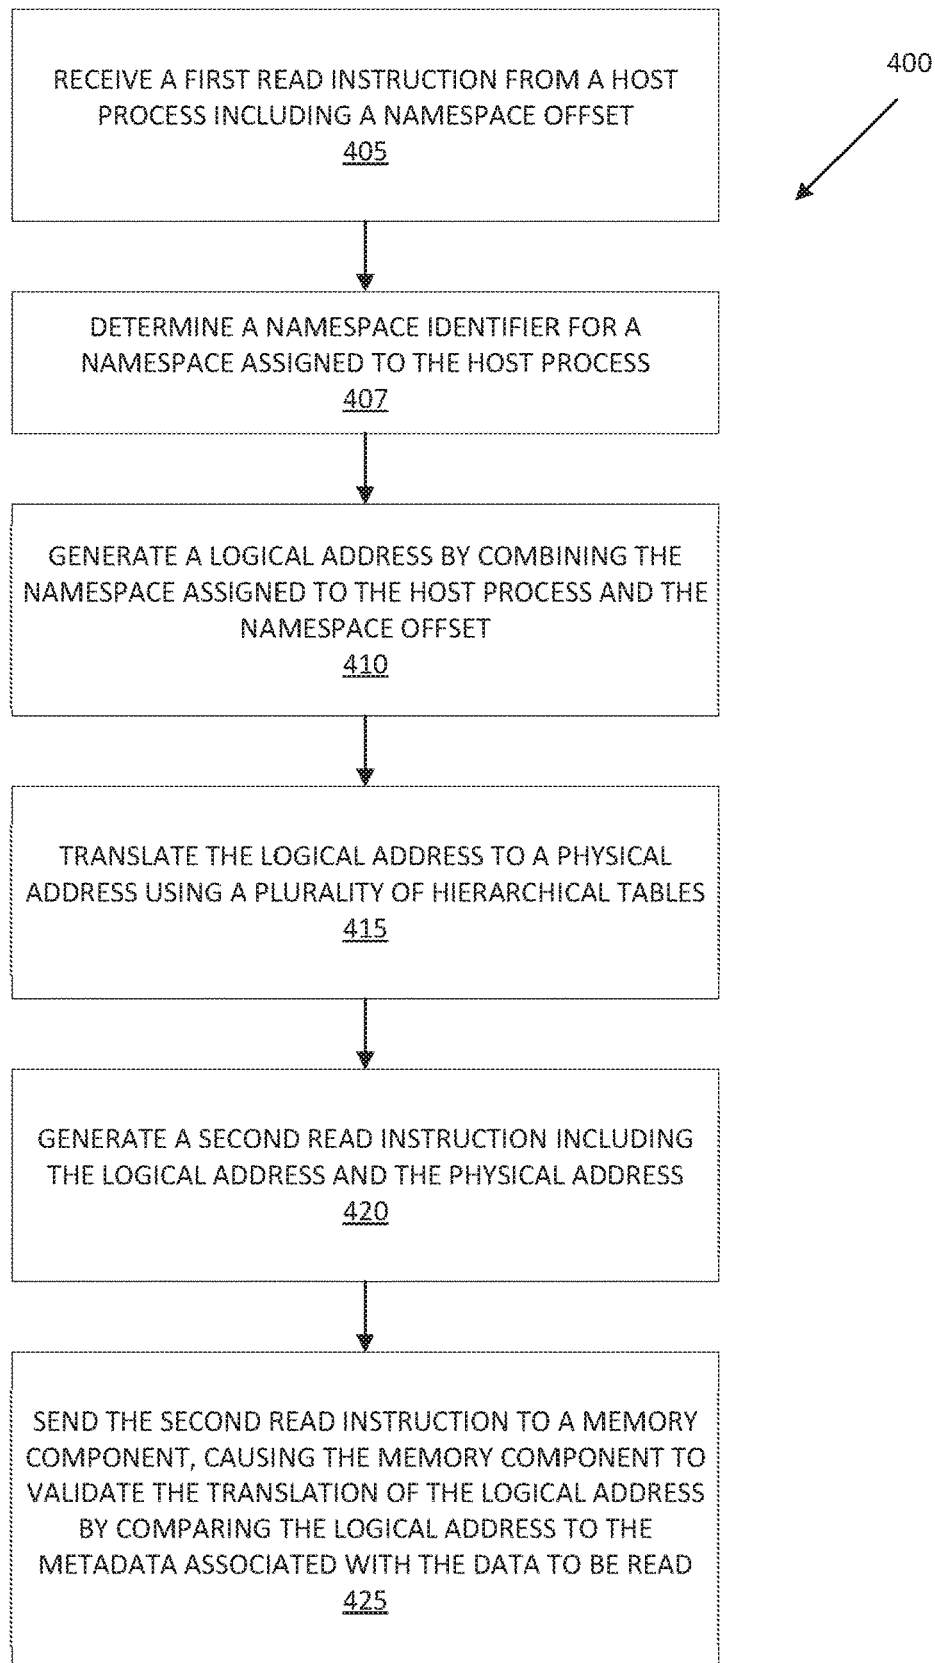 RECEIVE A FIRST READ INSTRUCTION FROM A HOST
PROCESS INCLUDING A NAMESPACE OFFSET
405
400
DETERMINE A NAMESPACE IDENTIFIER FOR A
NAMESPACE ASSIGNED TO THE HOST PROCESS
407
GENERATE A LOGICAL ADDRESS BY COMBINING THE
NAMESPACE ASSIGNED TO THE HOST PROCESS AND THE
NAMESPACE OFFSET
410
TRANSLATE THE LOGICAL ADDRESS TO A PHYSICAL
ADDRESS USING A PLURALITY OF HIERARCHICAL TABLES
415
GENERATE A SECOND READ INSTRUCTION INCLUDING
THE LOGICAL ADDRESS AND THE PHYSICAL ADDRESS
420
SEND THE SECOND READ INSTRUCTION TO A MEMORY
COMPONENT, CAUSING THE MEMORY COMPONENT TO
VALIDATE THE TRANSLATION OF THE LOGICAL ADDRESS
BY COMPARING THE LOGICAL ADDRESS TO THE
METADADA ASSOCIATED WITH THE DATA TO BE READ
425